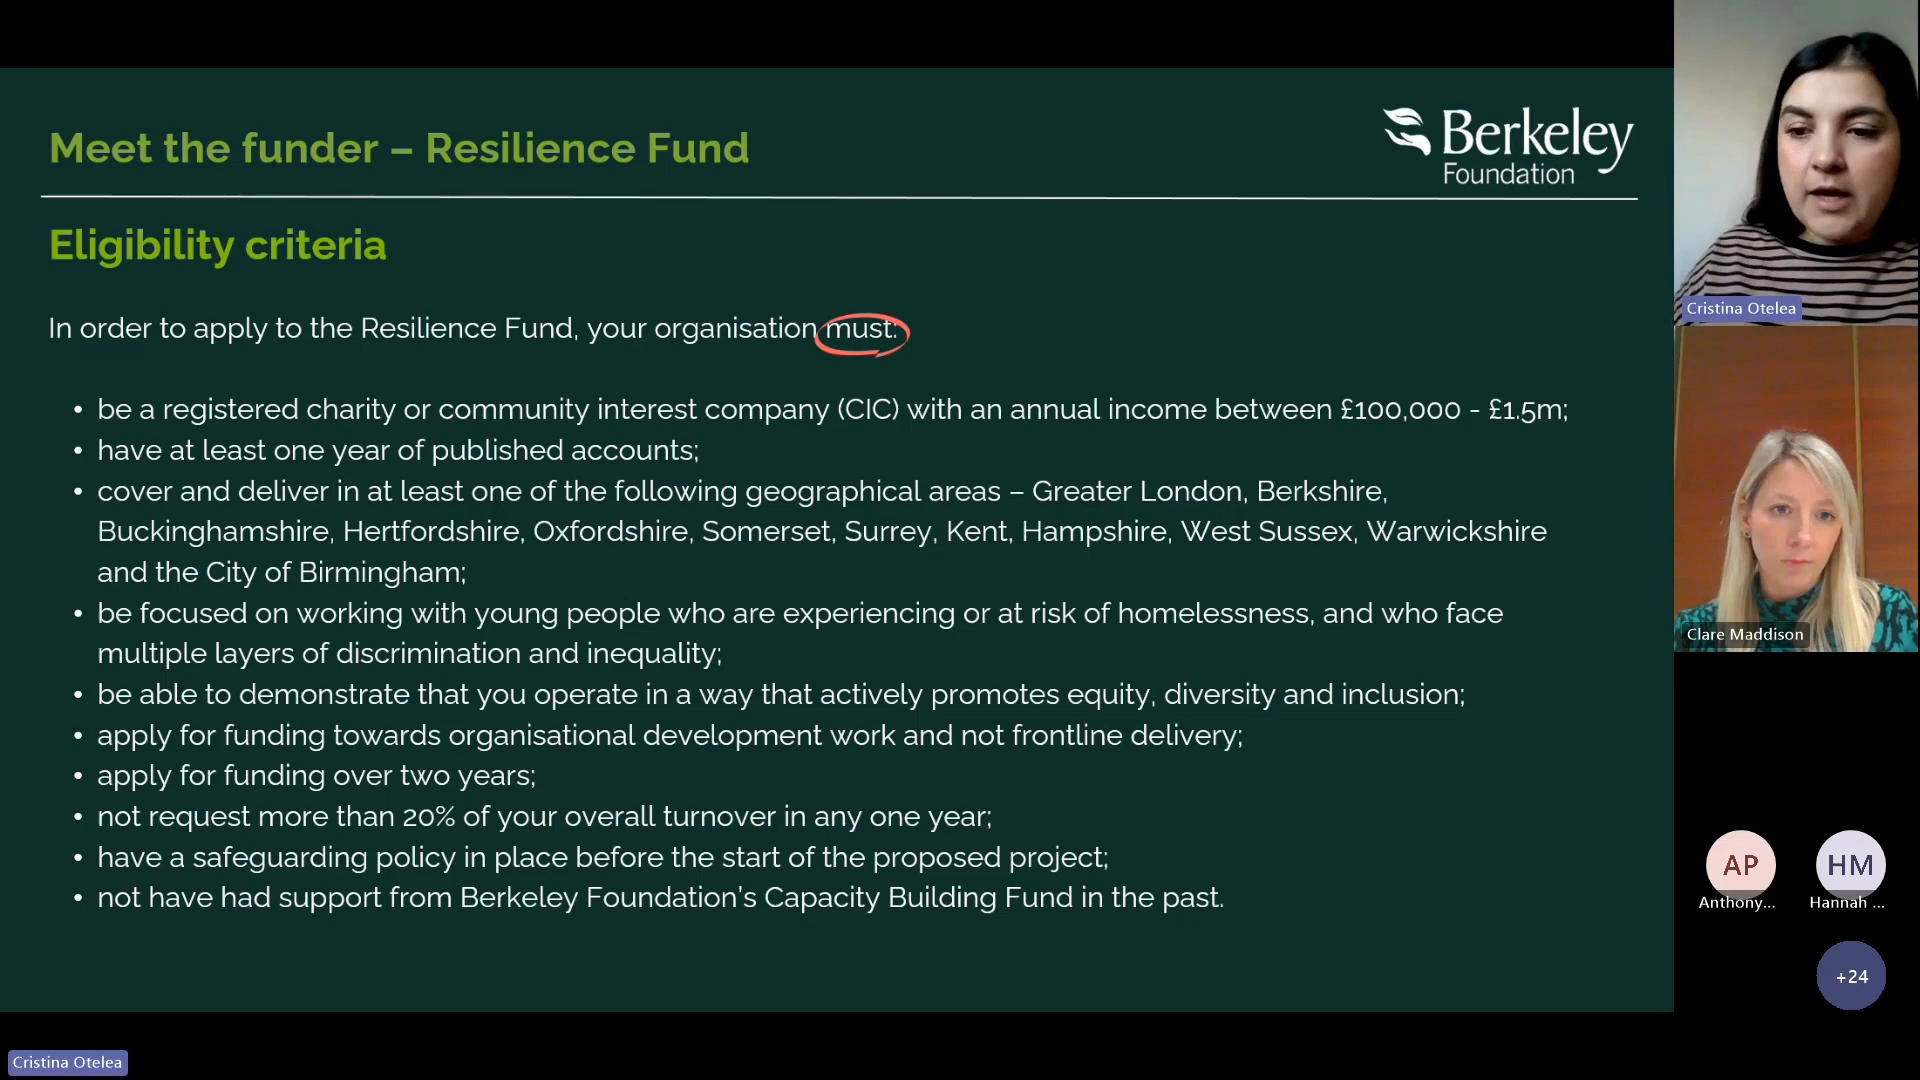 Meet the funder – Resilience Fund
Berkeley
Foundation
Eligibility criteria
In order to apply to the Resilience Fund, your organisation must:
• be a registered charity or community interest company (CIC) with an annual income between £100,000 - £1.5m;
• have at least one year of published accounts;
• cover and deliver in at least one of the following geographical areas – Greater London, Berkshire,
Buckinghamshire, Hertfordshire, Oxfordshire, Somerset, Surrey, Kent, Hampshire, West Sussex, Warwickshire
and the City of Birmingham;
• be focused on working with young people who are experiencing or at risk of homelessness, and who face
multiple layers of discrimination and inequality;
• be able to demonstrate that you operate in a way that actively promotes equity, diversity and inclusion;
• apply for funding towards organisational development work and not frontline delivery;
• apply for funding over two years;
• not request more than 20% of your overall turnover in any one year;
• have a safeguarding policy in place before the start of the proposed project;
• not have had support from Berkeley Foundation's Capacity Building Fund in the past.
Cristina Otelea
Clare Maddison
AP
HM
Anthony...
Hannah ...
+24
Cristina Otelea